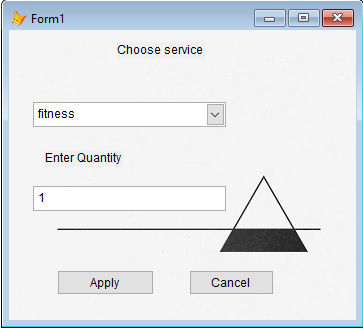 Form1
Choose service
fitness
Enter Quantity
1
Apply
Cancel